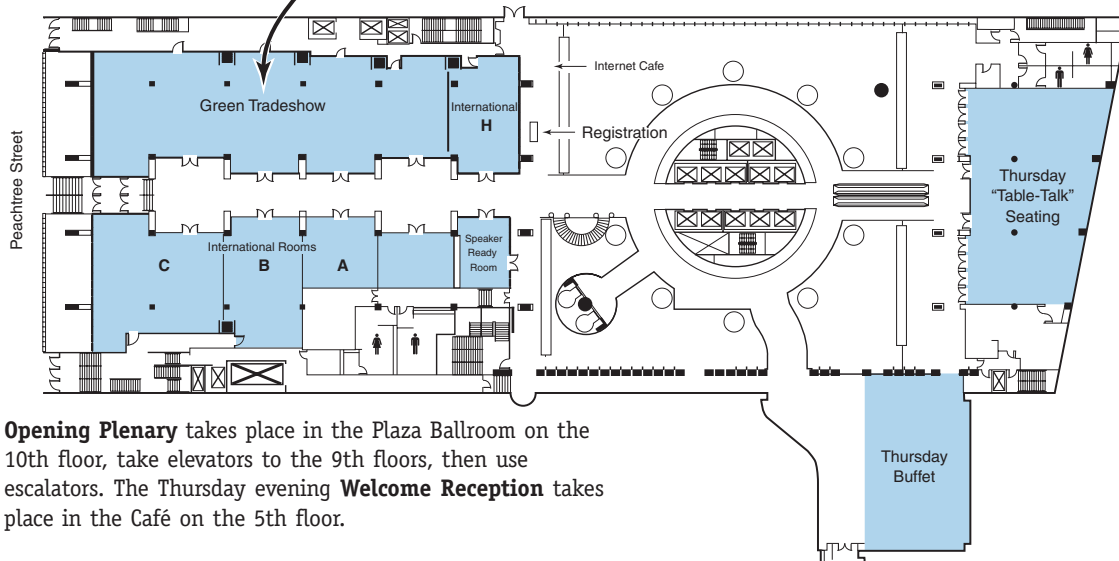 Internet Cafe
Green Tradeshow
International
H
Registration
Peachtree Street
Thursday
“Table-Talk”
Seating
International Rooms
C
B
A
Speaker
Ready
Room
Thursday
Buffet
Opening Plenary takes place in the Plaza Ballroom on the
10th floor, take elevators to the 9th floors, then use
escalators. The Thursday evening Welcome Reception takes
place in the Café on the 5th floor.